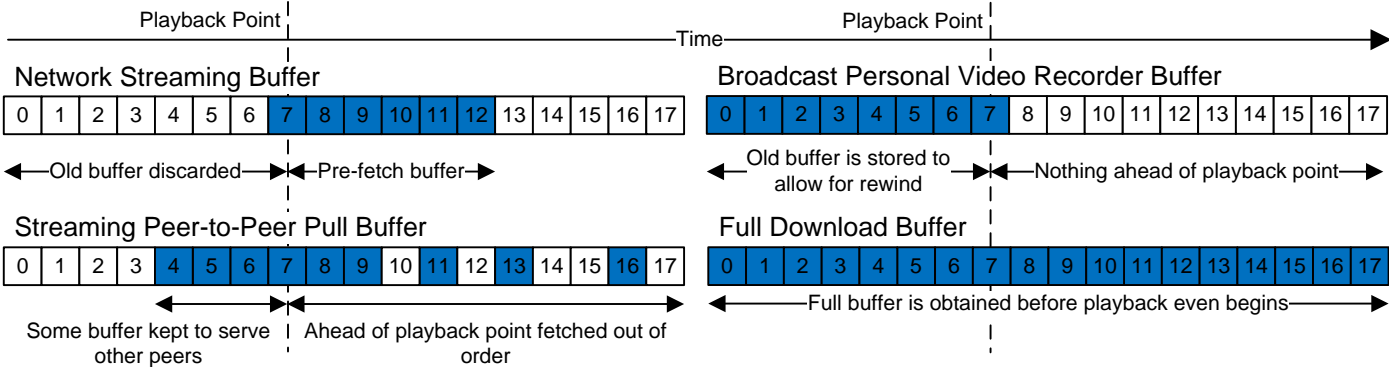 Playback Point
Playback Point
Time
Network Streaming Buffer
0 1 2 3 4 5 6 7 8 9 10 11 12 13 14 15 16 17
Old buffer discarded
Pre-fetch buffer
Broadcast Personal Video Recorder Buffer
0 1 2 3 4 5 6 7 8 9 10 11 12 13 14 15 16 17
Old buffer is stored to
allow for rewind
Nothing ahead of playback point
Streaming Peer-to-Peer Pull Buffer
0 1 2 3 4 5 6 7 8 9 10 11 12 13 14 15 16 17
Some buffer kept to serve
other peers
Ahead of playback point fetched out of
order
Full Download Buffer
0 1 2 3 4 5 6 7 8 9 10 11 12 13 14 15 16 17
Full buffer is obtained before playback even begins